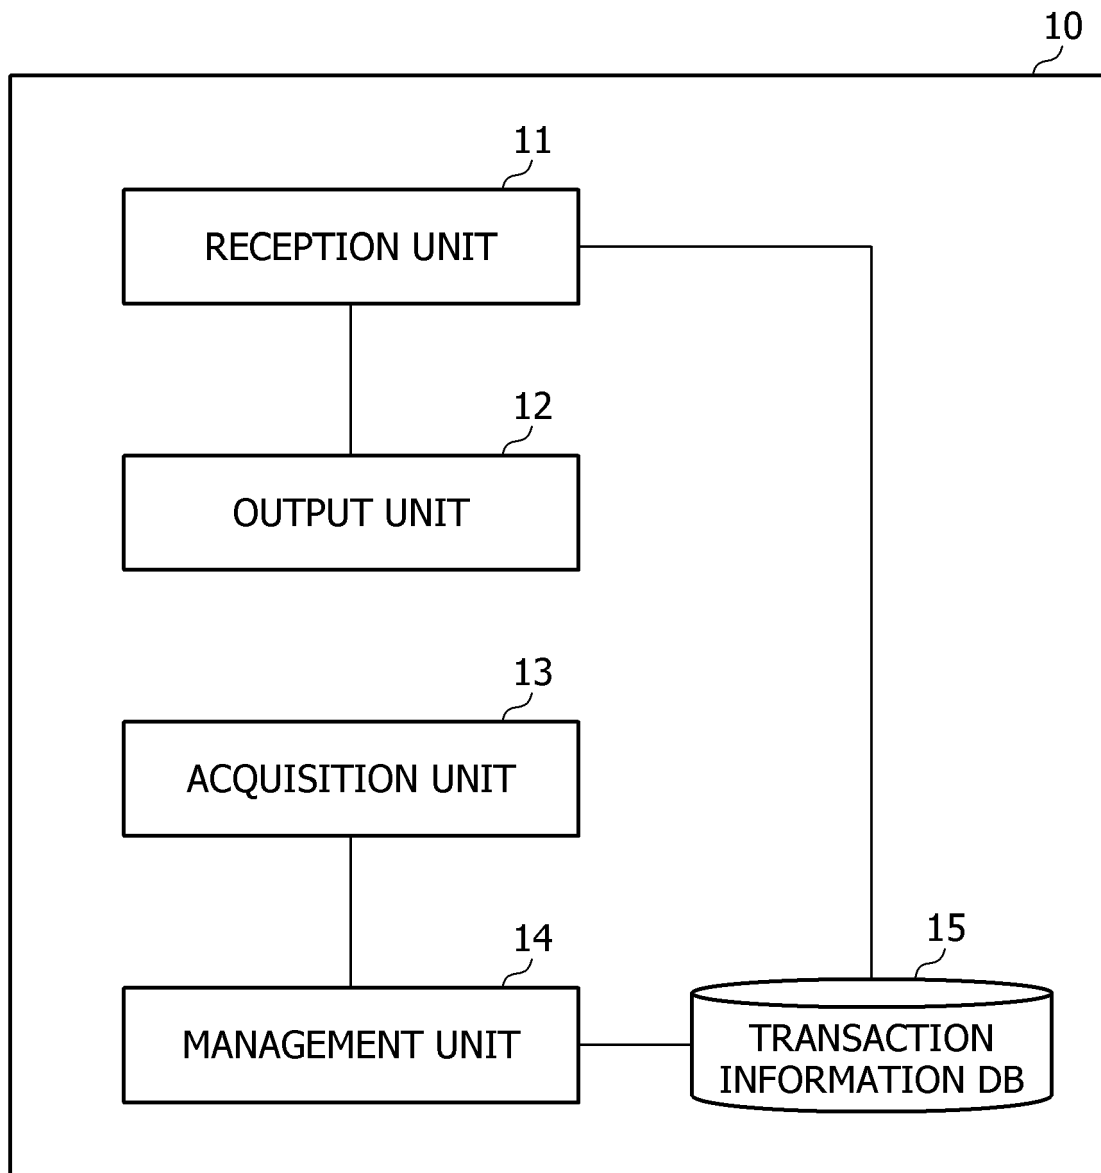 10
11
RECEPTION UNIT
12
OUTPUT UNIT
13
ACQUISITION UNIT
14
MANAGEMENT UNIT
15
TRANSACTION
INFORMATION DB